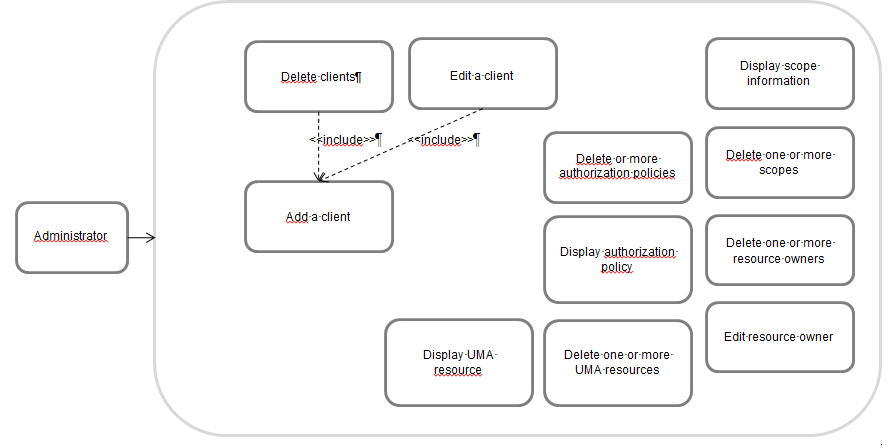 Delete clients¶
Edit a client
Display scope
information
<<include>>¶
<<include>>¶
Delete or more
authorization policies
Delete one or more
scopes
Add a client
Administrator
Display authorization
policy
Delete one or more
resource owners
Display UMA
resource
Delete one or more
UMA resources
Edit resource owner